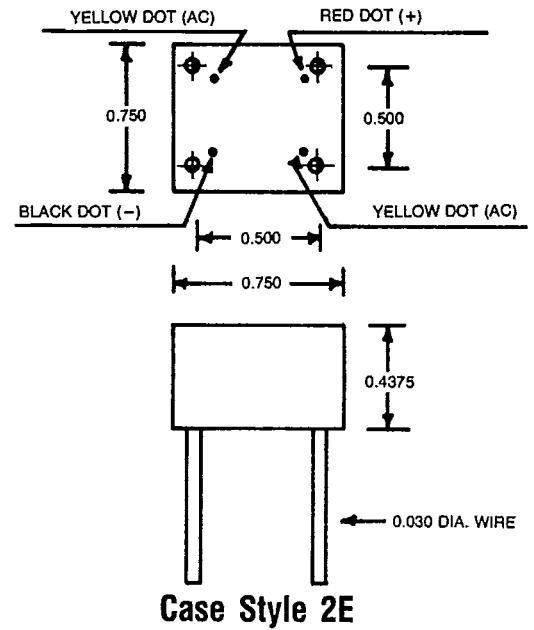 YELLOW DOT (AC)
RED DOT (+)
0.750
0.500
BLACK DOT (−)
YELLOW DOT (AC)
0.500
0.750
0.4375
0.030 DIA. WIRE
Case Style 2E